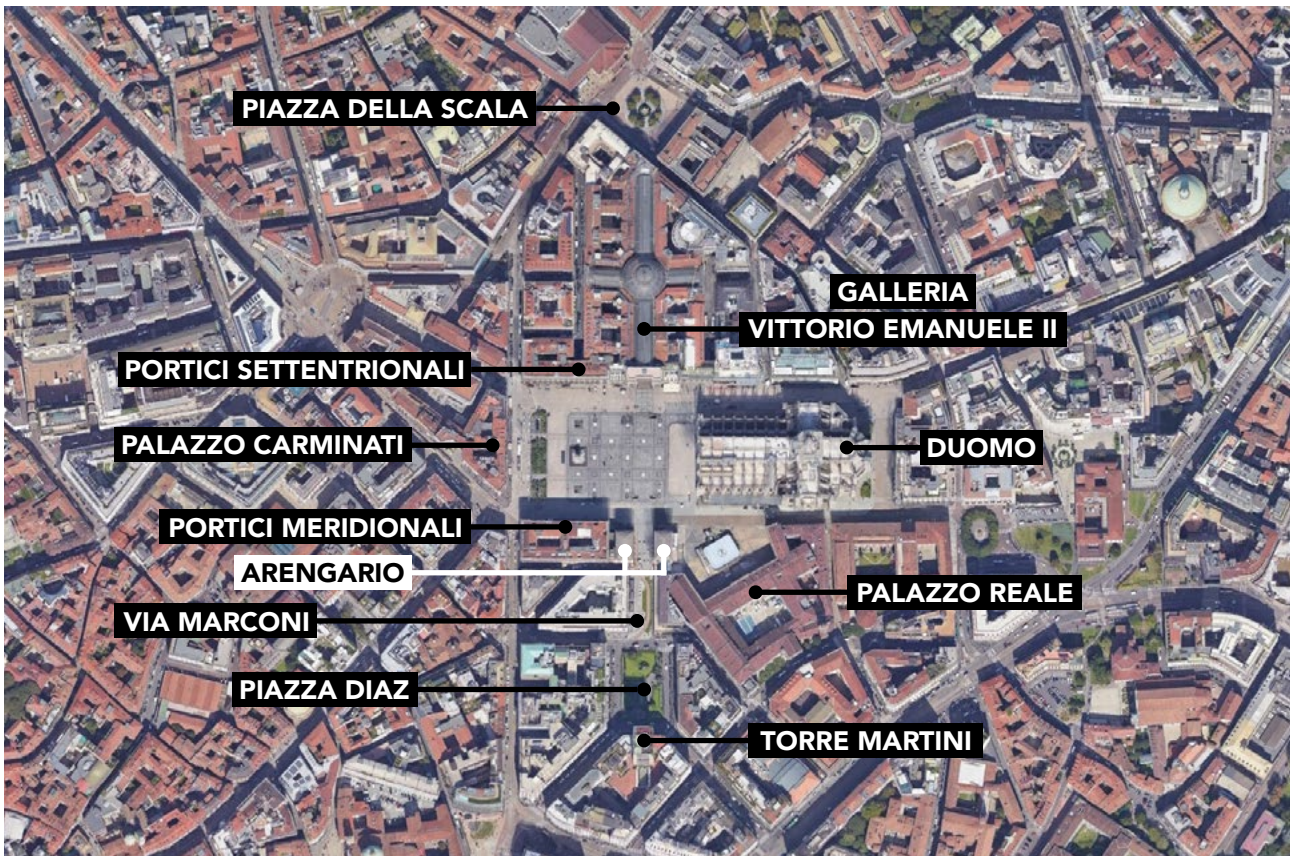 PIAZZA DELLA SCALA
GALLERIA
VITTORIO EMANUELE II
PORTICI SETTENTRIONALI
PALAZZO CARMINATI
DUOMO
PORTICI MERIDIONALI
ARENGARIO
PALAZZO REALE
VIA MARCONI
PIAZZA DIAZ
TORRE MARTINI